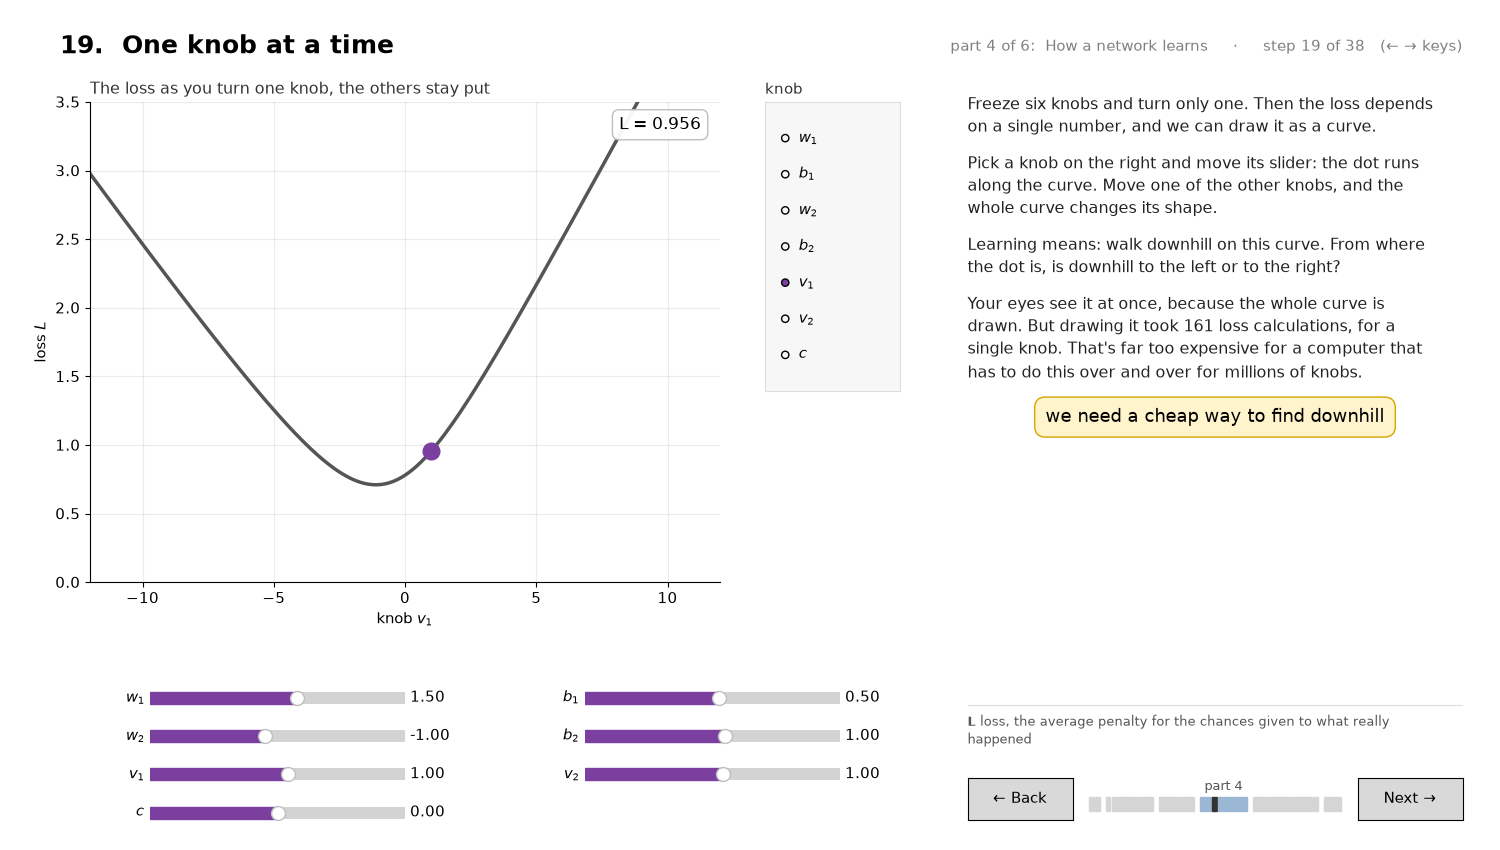 19.  One knob at a time
part 4 of 6:  How a network learns   ·   step 19 of 38   (← → keys)
The loss as you turn one knob, the others stay put
3.5
3.0
2.5
2.0
1.5
1.0
0.5
0.0
loss L
L = 0.956
−10
−5
0
5
10
knob v₁
knob
w₁
b₁
w₂
b₂
v₁
v₂
c
Freeze six knobs and turn only one. Then the loss depends
on a single number, and we can draw it as a curve.
Pick a knob on the right and move its slider: the dot runs
along the curve. Move one of the other knobs, and the
whole curve changes its shape.
Learning means: walk downhill on this curve. From where
the dot is, is downhill to the left or to the right?
Your eyes see it at once, because the whole curve is
drawn. But drawing it took 161 loss calculations, for a
single knob. That's far too expensive for a computer that
has to do this over and over for millions of knobs.
we need a cheap way to find downhill
w₁ 1.50
b₁ 0.50
w₂ -1.00
b₂ 1.00
v₁ 1.00
v₂ 1.00
c 0.00
L loss, the average penalty for the chances given to what really
happened
← Back
part 4
Next →